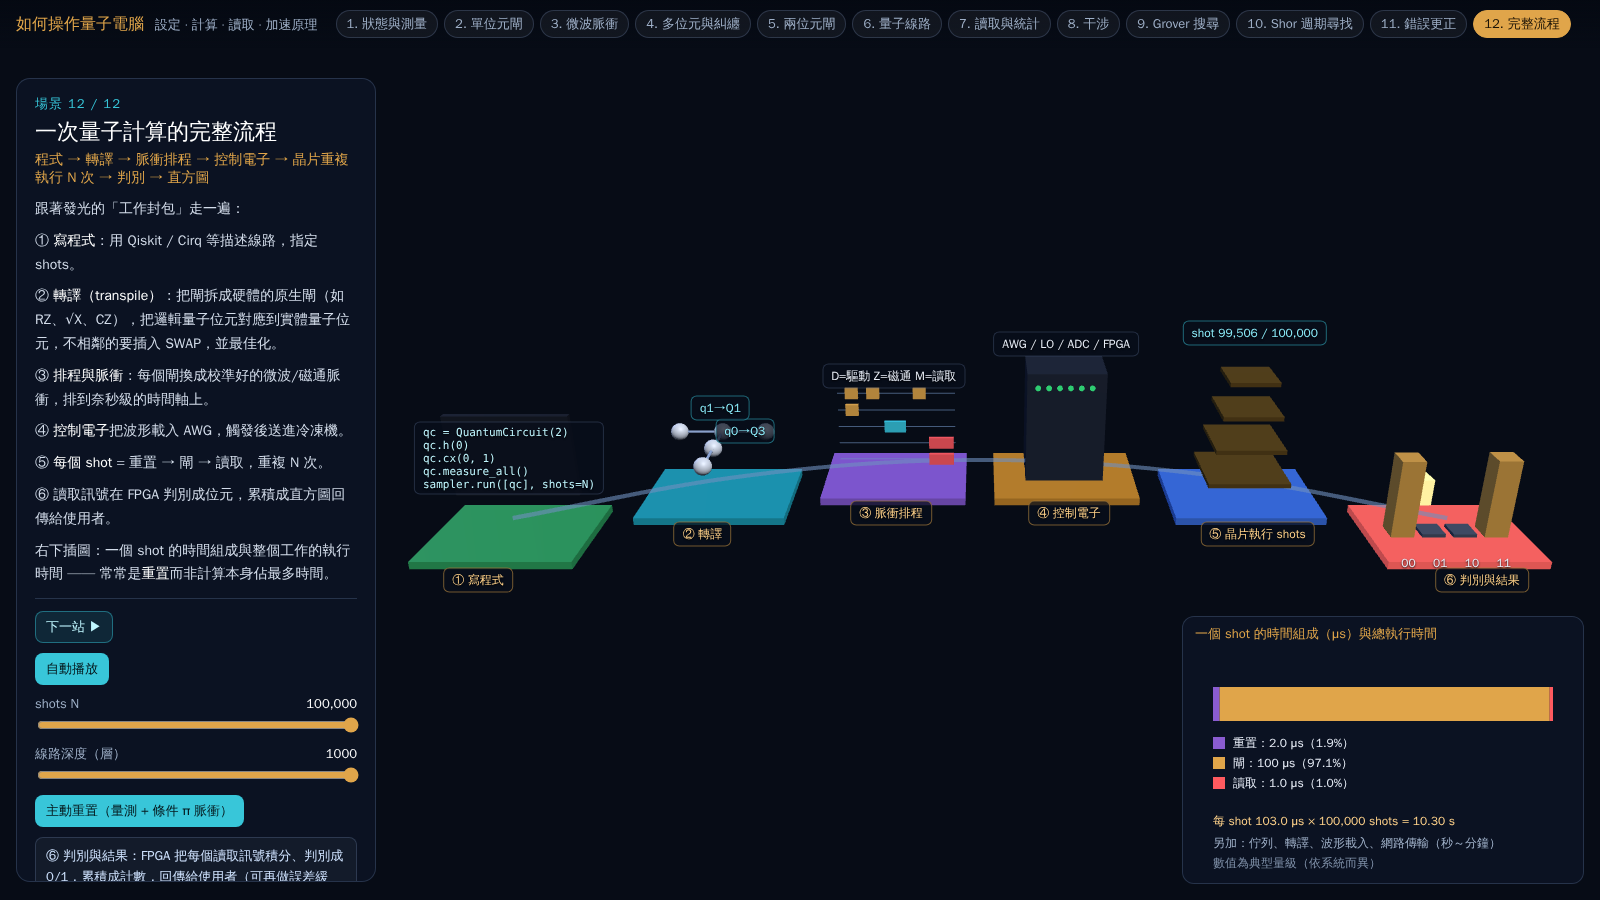 如何操作量子電腦 設定 · 計算 · 讀取 · 加速原理
1. 狀態與測量
2. 單位元閘
3. 微波脈衝
4. 多位元與糾纏
5. 兩位元閘
6. 量子線路
7. 讀取與統計
8. 干涉
9. Grover 搜尋
10. Shor 週期尋找
11. 錯誤更正
12. 完整流程
場景 12 / 12
一次量子計算的完整流程
程式 → 轉譯 → 脈衝排程 → 控制電子 → 晶片重複
執行 N 次 → 判別 → 直方圖
跟著發光的「工作封包」走一遍：
① 寫程式：用 Qiskit / Cirq 等描述線路，指定
shots。
② 轉譯（transpile）：把閘拆成硬體的原生閘（如
RZ、√X、CZ），把邏輯量子位元對應到實體量子位
元，不相鄰的要插入 SWAP，並最佳化。
③ 排程與脈衝：每個閘換成校準好的微波/磁通脈
衝，排到奈秒級的時間軸上。
④ 控制電子把波形載入 AWG，觸發後送進冷凍機。
⑤ 每個 shot = 重置 → 閘 → 讀取，重複 N 次。
⑥ 讀取訊號在 FPGA 判別成位元，累積成直方圖回
傳給使用者。
右下插圖：一個 shot 的時間組成與整個工作的執行
時間 —— 常常是重置而非計算本身佔最多時間。
下一站 ▶
自動播放
shots N 100,000
線路深度（層） 1000
主動重置（量測 + 條件 π 脈衝）
⑥ 判別與結果：FPGA 把每個讀取訊號積分、判別成
0/1，累積成計數，回傳給使用者（可再做誤差緩
qc = QuantumCircuit(2)
qc.h(0)
qc.cx(0, 1)
qc.measure_all()
sampler.run([qc], shots=N)
① 寫程式
q1→Q1
q0→Q3
② 轉譯
D=驅動 Z=磁通 M=讀取
③ 脈衝排程
AWG / LO / ADC / FPGA
④ 控制電子
shot 99,506 / 100,000
⑤ 晶片執行 shots
00 01 10 11
⑥ 判別與結果
一個 shot 的時間組成（μs）與總執行時間
重置：2.0 μs（1.9%）
閘：100 μs（97.1%）
讀取：1.0 μs（1.0%）
每 shot 103.0 μs × 100,000 shots = 10.30 s
另加：佇列、轉譯、波形載入、網路傳輸（秒～分鐘）
數值為典型量級（依系統而異）